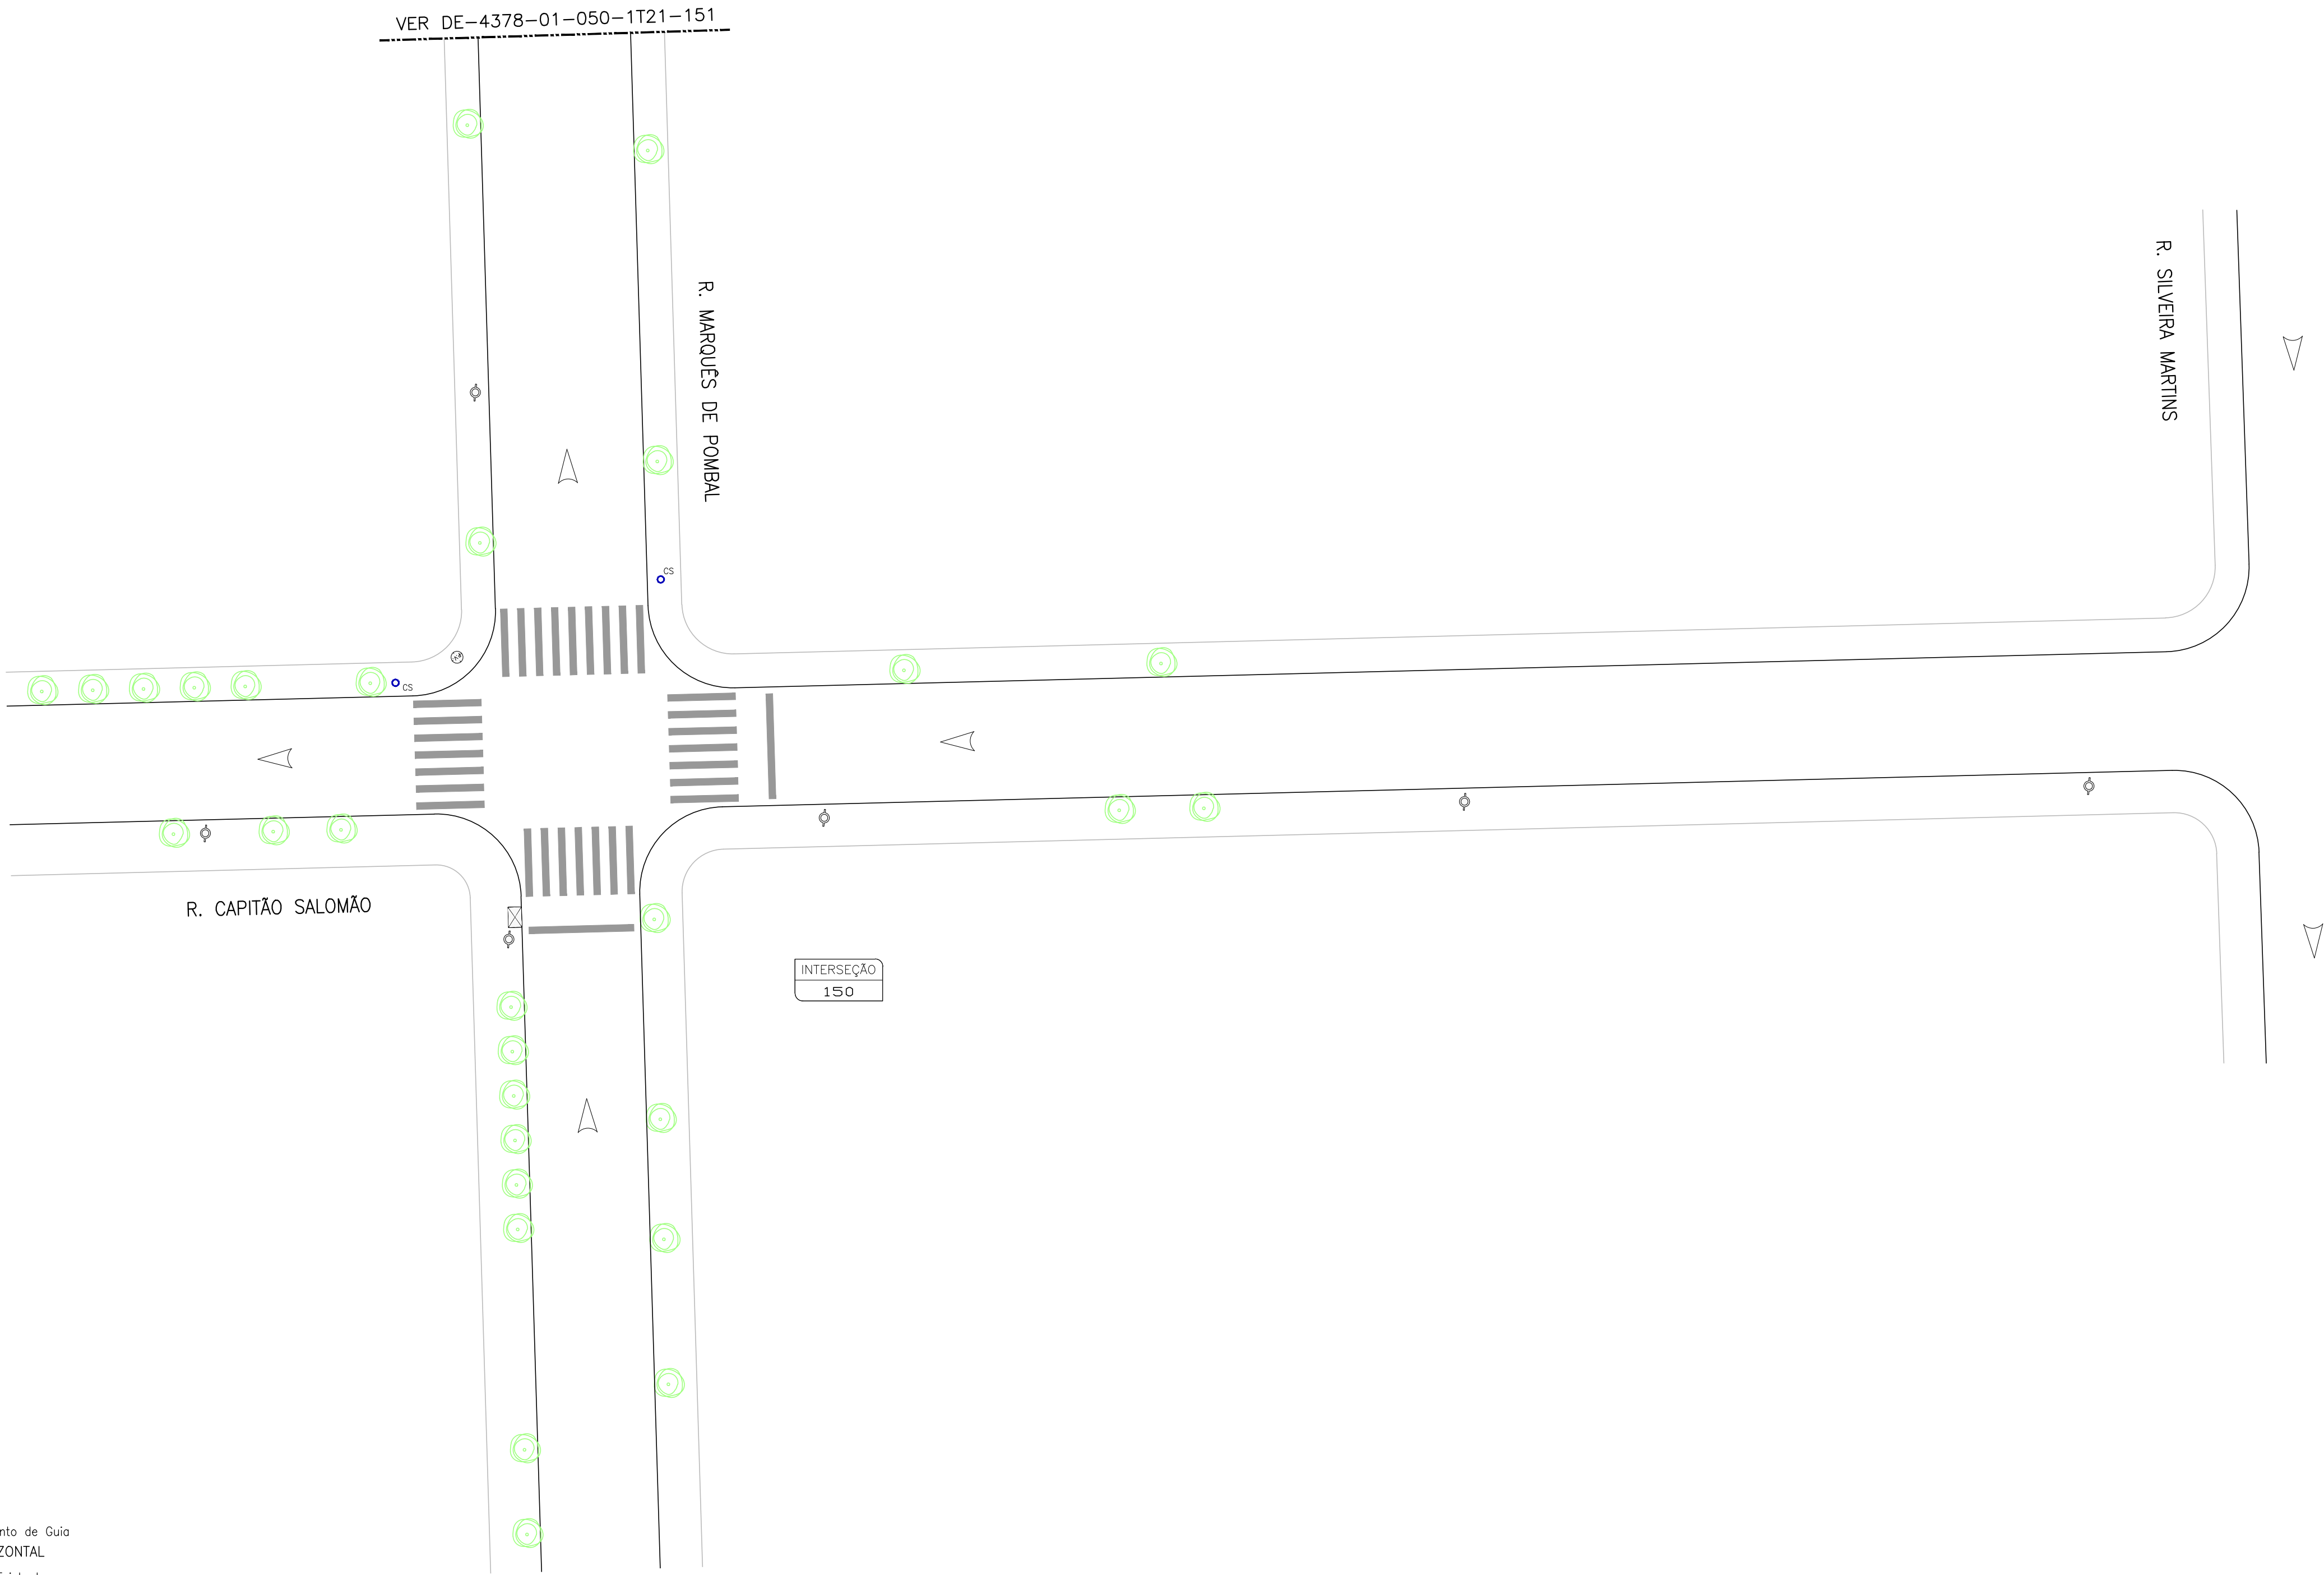 VER DE-4378-01-050-1T21-151
R. MARQUÊS DE POMBAL
R. SILVEIRA MARTINS
CS
CS
R. CAPITÃO SALOMÃO
INTERSEÇÃO
150
nto de Guia
ZONTAL